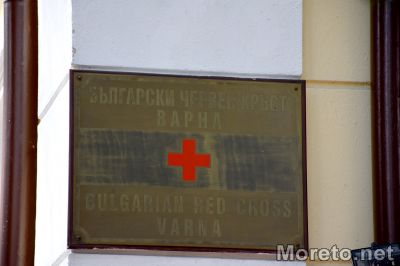 БЪЛГАРСКИ ЧЕРВЕН КРЪСТ
ВАРНА
BULGARIAN RED CROSS
VARNA
Moreto.net